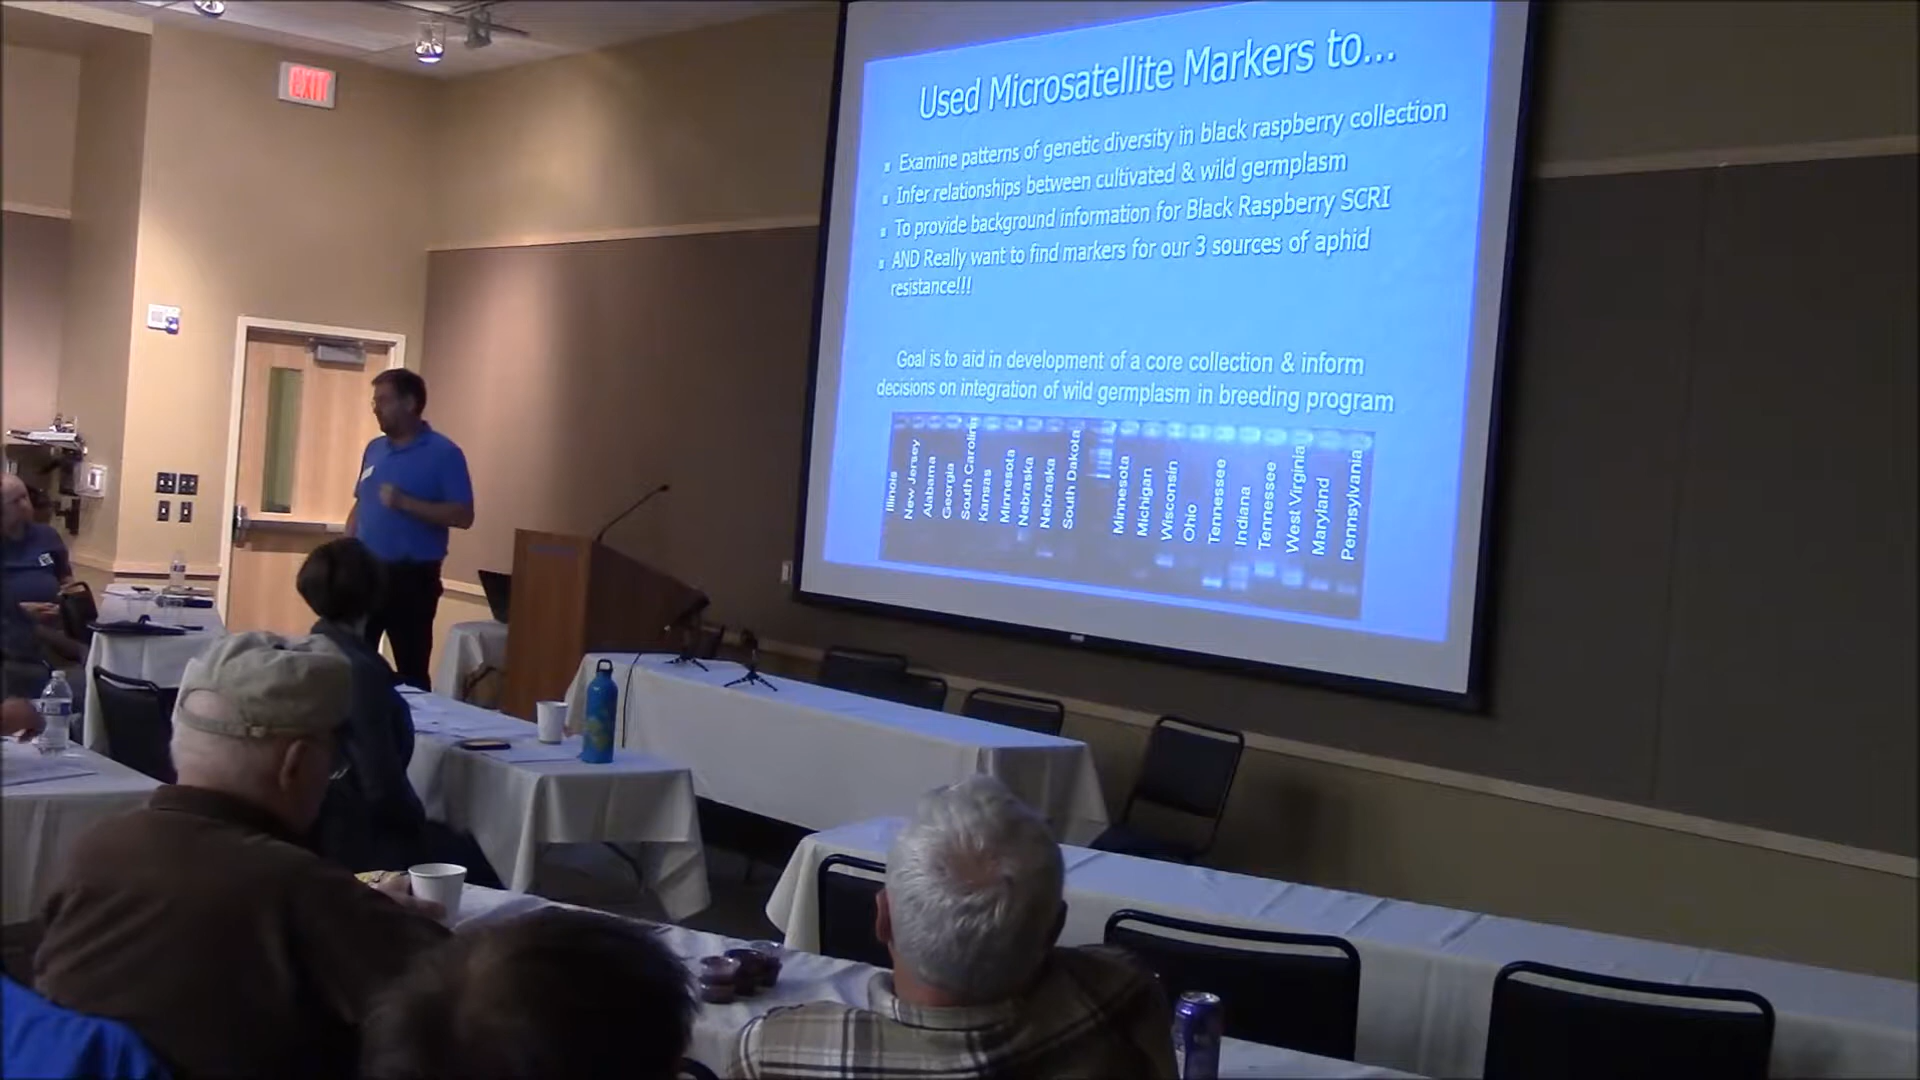 EXIT
Used Microsatellite Markers to...
Examine patterns of genetic diversity in black raspberry collection
Infer relationships between cultivated & wild germplasm
To provide background information for Black Raspberry SCRI
AND Really want to find markers for our 3 sources of aphid
resistance!!!
Goal is to aid in development of a core collection & inform
decisions on integration of wild germplasm in breeding program
Illinois
New Jersey
Alabama
Georgia
South Carolina
Kansas
Minnesota
Nebraska
Nebraska
South Dakota
Minnesota
Michigan
Wisconsin
Ohio
Tennessee
Indiana
Tennessee
West Virginia
Maryland
Pennsylvania